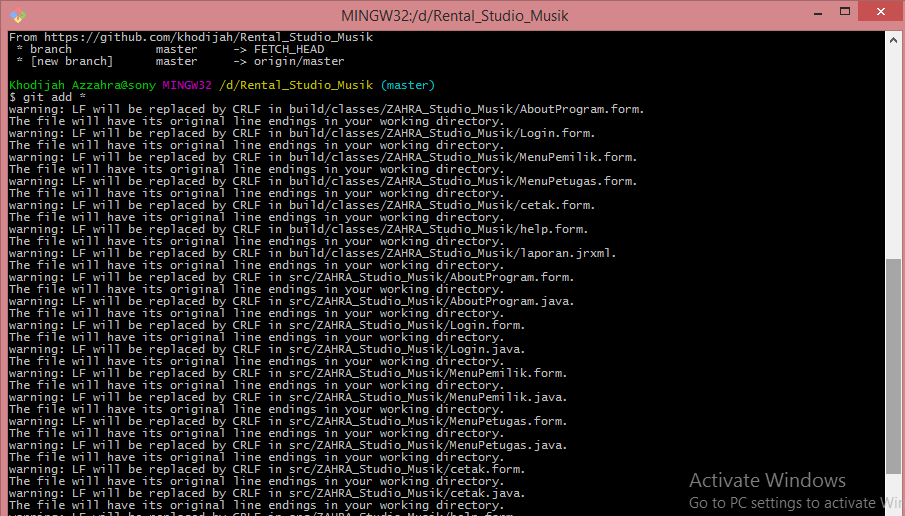 MINGW32:/d/Rental_Studio_Musik
From https://github.com/khodijah/Rental_Studio_Musik
* branch master -> FETCH_HEAD
* [new branch] master -> origin/master
Khodijah Azzahra@sony MINGW32 /d/Rental_Studio_Musik (master)
$ git add *
warning: LF will be replaced by CRLF in build/classes/ZAHRA_Studio_Musik/AboutProgram.form.
The file will have its original line endings in your working directory.
warning: LF will be replaced by CRLF in build/classes/ZAHRA_Studio_Musik/Login.form.
The file will have its original line endings in your working directory.
warning: LF will be replaced by CRLF in build/classes/ZAHRA_Studio_Musik/MenuPemilik.form.
The file will have its original line endings in your working directory.
warning: LF will be replaced by CRLF in build/classes/ZAHRA_Studio_Musik/MenuPetugas.form.
The file will have its original line endings in your working directory.
warning: LF will be replaced by CRLF in build/classes/ZAHRA_Studio_Musik/cetak.form.
The file will have its original line endings in your working directory.
warning: LF will be replaced by CRLF in build/classes/ZAHRA_Studio_Musik/help.form.
The file will have its original line endings in your working directory.
warning: LF will be replaced by CRLF in build/classes/ZAHRA_Studio_Musik/laporan.jrxml.
The file will have its original line endings in your working directory.
warning: LF will be replaced by CRLF in src/ZAHRA_Studio_Musik/AboutProgram.form.
The file will have its original line endings in your working directory.
warning: LF will be replaced by CRLF in src/ZAHRA_Studio_Musik/AboutProgram.java.
The file will have its original line endings in your working directory.
warning: LF will be replaced by CRLF in src/ZAHRA_Studio_Musik/Login.form.
The file will have its original line endings in your working directory.
warning: LF will be replaced by CRLF in src/ZAHRA_Studio_Musik/Login.java.
The file will have its original line endings in your working directory.
warning: LF will be replaced by CRLF in src/ZAHRA_Studio_Musik/MenuPemilik.form.
The file will have its original line endings in your working directory.
warning: LF will be replaced by CRLF in src/ZAHRA_Studio_Musik/MenuPemilik.java.
The file will have its original line endings in your working directory.
warning: LF will be replaced by CRLF in src/ZAHRA_Studio_Musik/MenuPetugas.form.
The file will have its original line endings in your working directory.
warning: LF will be replaced by CRLF in src/ZAHRA_Studio_Musik/MenuPetugas.java.
The file will have its original line endings in your working directory.
warning: LF will be replaced by CRLF in src/ZAHRA_Studio_Musik/cetak.form.
The file will have its original line endings in your working directory.
warning: LF will be replaced by CRLF in src/ZAHRA_Studio_Musik/cetak.java.
The file will have its original line endings in your working directory.
warning: LF will be replaced by CRLF in src/ZAHRA_Studio_Musik/help.form.
Activate Windows
Go to PC settings to activate Win